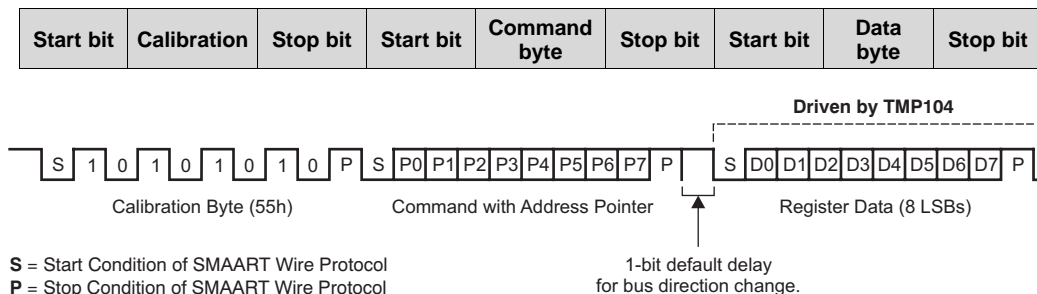 Start bit Calibration Stop bit Start bit Command byte Stop bit Start bit Data byte Stop bit
Driven by TMP104
S 1 0 1 0 1 0 1 0 P S P0 P1 P2 P3 P4 P5 P6 P7 P S D0 D1 D2 D3 D4 D5 D6 D7 P
Calibration Byte (55h) Command with Address Pointer Register Data (8 LSBs)
S = Start Condition of SMAART Wire Protocol
P = Stop Condition of SMAART Wire Protocol
1-bit default delay
for bus direction change.